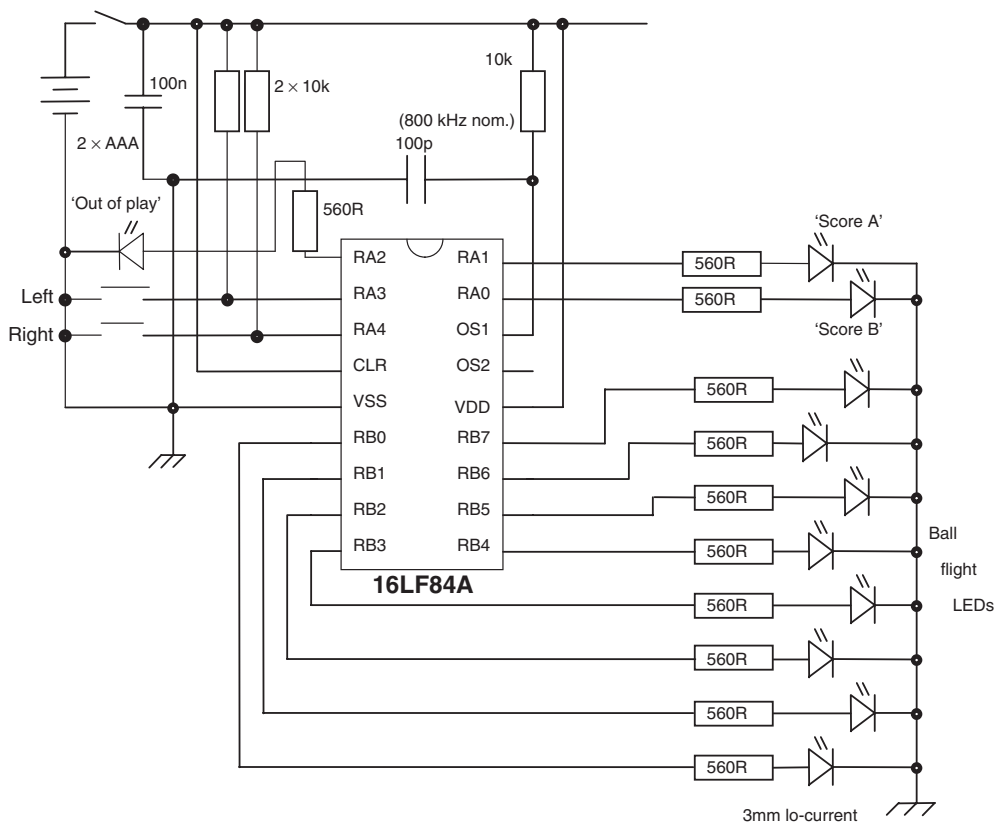 100n
2 × 10k
10k
2 × AAA
(800 kHz nom.)
100p
'Out of play'
560R
'Score A'
RA2
RA1
560R
Left
RA3
RA0
560R
Right
RA4
OS1
'Score B'
CLR
OS2
VSS
VDD
560R
RB0
RB7
560R
RB1
RB6
RB2
RB5
560R
RB3
RB4
560R
Ball
flight
LEDs
16LF84A
560R
560R
560R
560R
3mm lo-current